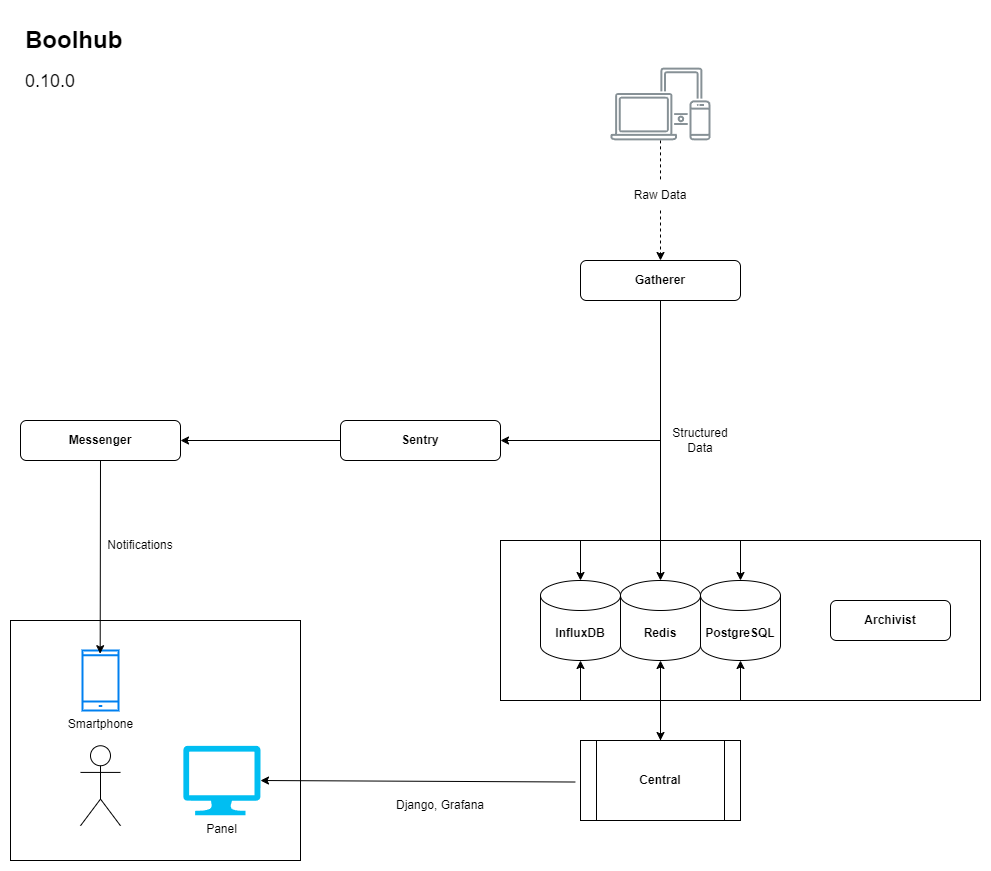 Boolhub
0.10.0
Raw Data
Gatherer
Messenger
Sentry
Structured
Data
Notifications
InfluxDB
Redis
PostgreSQL
Archivist
Smartphone
Central
Django, Grafana
Panel